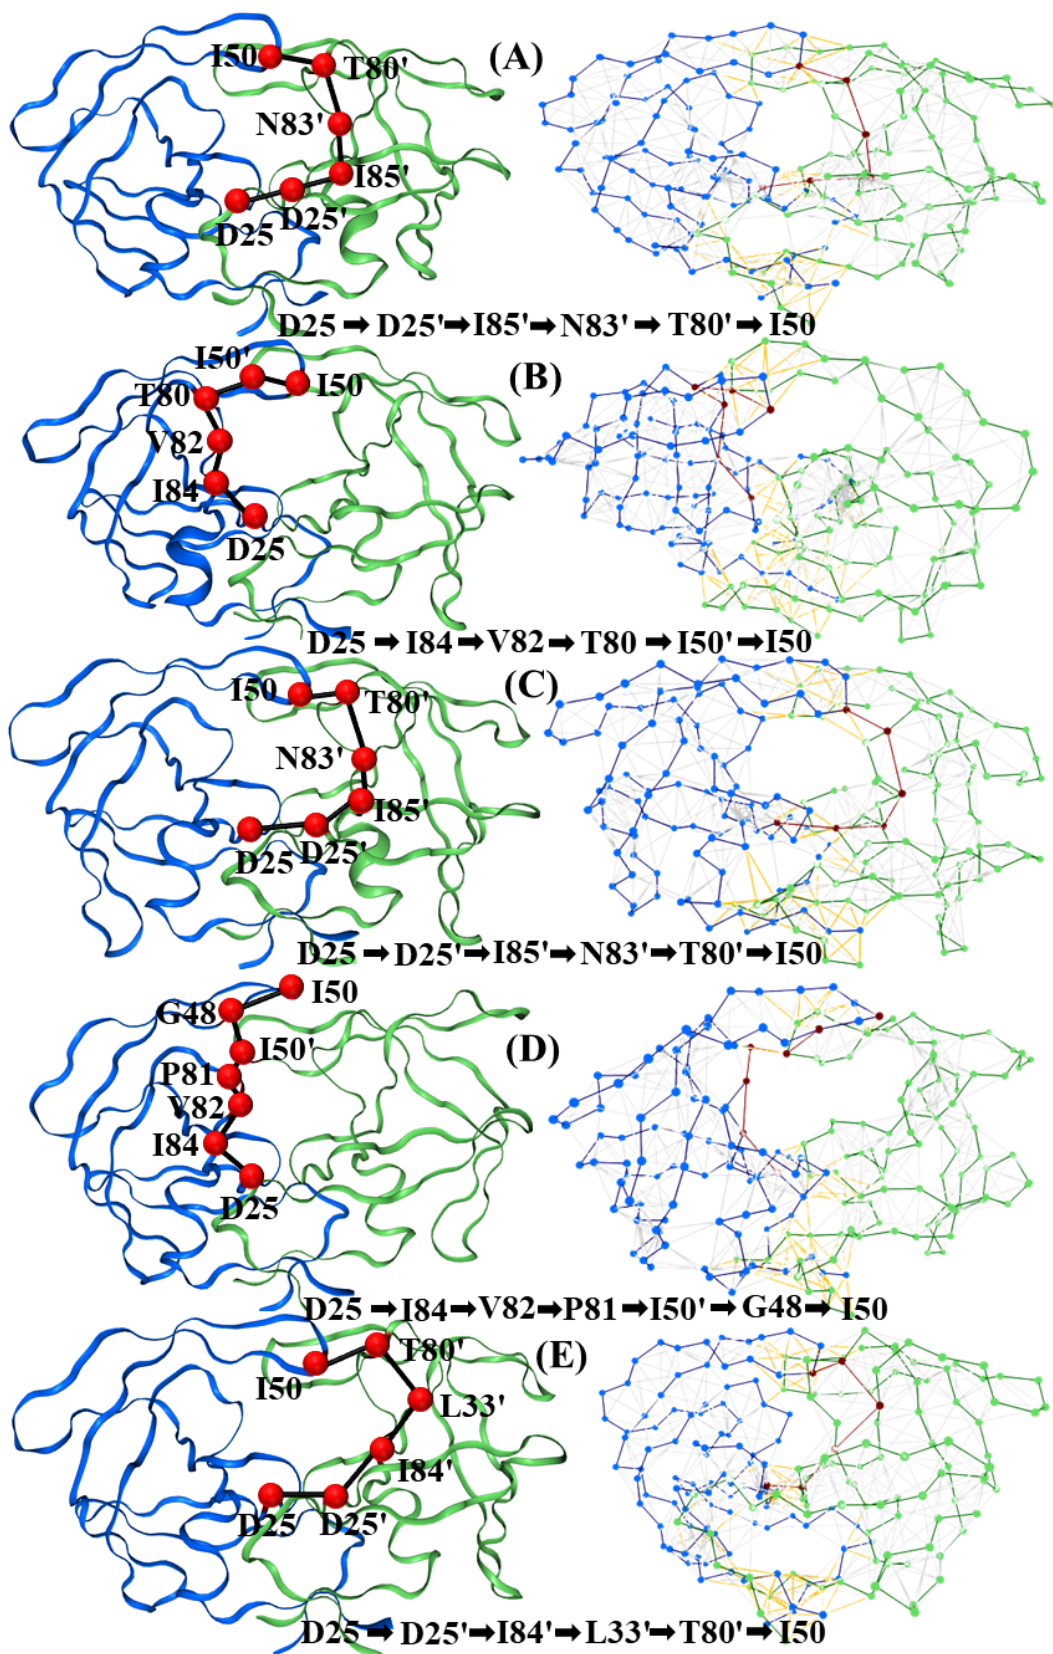 (A)
I50
T80'
N83'
I85'
D25'
D25
D25 → D25' → I85' → N83' → T80' → I50
(B)
I50'
I50
T80
V82
I84
D25
D25 → I84 → V82 → T80 → I50' → I50
(C)
I50
T80'
N83'
I85'
D25'
D25
D25 → D25' → I85' → N83' → T80' → I50
(D)
I50
G48
I50'
P81
V82
I84
D25
D25 → I84 → V82 → P81 → I50' → G48 → I50
(E)
T80'
I50
L33'
I84'
D25
D25'
D25 → D25' → I84' → L33' → T80' → I50